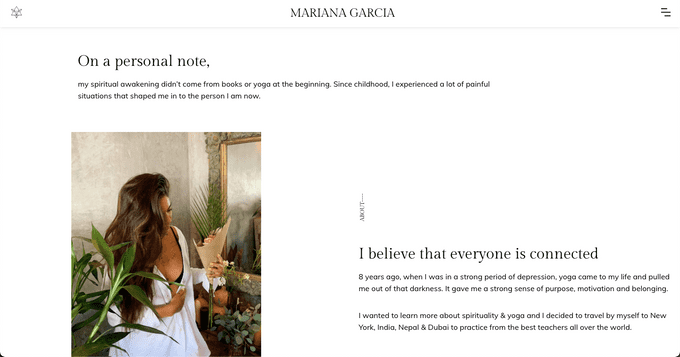 MARIANA GARCIA
On a personal note,
my spiritual awakening didn't come from books or yoga at the beginning. Since childhood, I experienced a lot of painful
situations that shaped me in to the person I am now.
ABOUT—
I believe that everyone is connected
8 years ago, when I was in a strong period of depression, yoga came to my life and pulled
me out of that darkness. It gave me a strong sense of purpose, motivation and belonging.
I wanted to learn more about spirituality & yoga and I decided to travel by myself to New
York, India, Nepal & Dubai to practice from the best teachers all over the world.